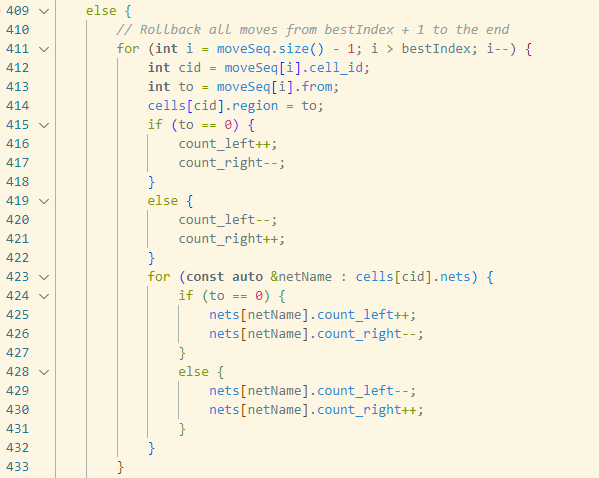 409 else {
410 // Rollback all moves from bestIndex + 1 to the end
411 for (int i = moveSeq.size() - 1; i > bestIndex; i--) {
412 int cid = moveSeq[i].cell_id;
413 int to = moveSeq[i].from;
414 cells[cid].region = to;
415 if (to == 0) {
416 count_left++;
417 count_right--;
418 }
419 else {
420 count_left--;
421 count_right++;
422 }
423 for (const auto &netName : cells[cid].nets) {
424 if (to == 0) {
425 nets[netName].count_left++;
426 nets[netName].count_right--;
427 }
428 else {
429 nets[netName].count_left--;
430 nets[netName].count_right++;
431 }
432 }
433 }